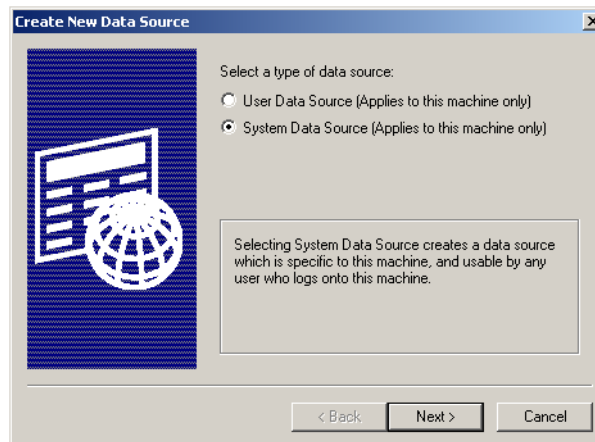 Create New Data Source
Select a type of data source:
User Data Source (Applies to this machine only)
System Data Source (Applies to this machine only)
Selecting System Data Source creates a data source
which is specific to this machine, and usable by any
user who logs onto this machine.
< Back
Next >
Cancel